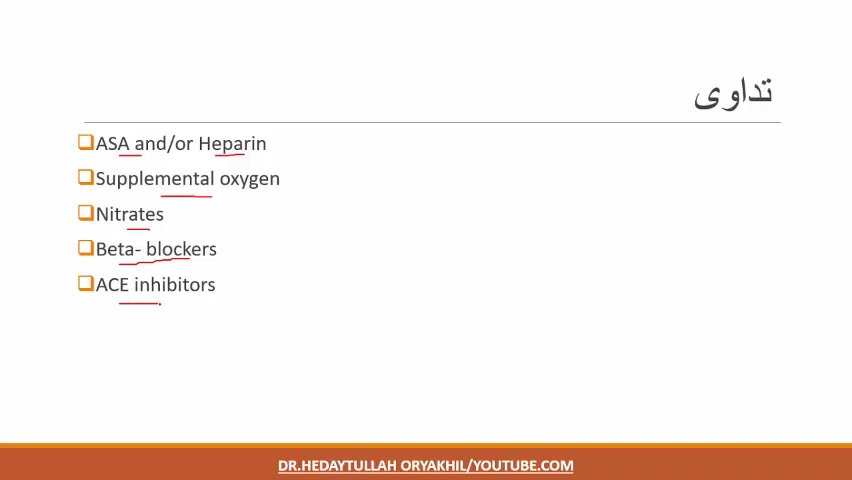 تداوی
ASA and/or Heparin
Supplemental oxygen
Nitrates
Beta- blockers
ACE inhibitors
DR.HEDAYTULLAH ORYAKHIL/YOUTUBE.COM